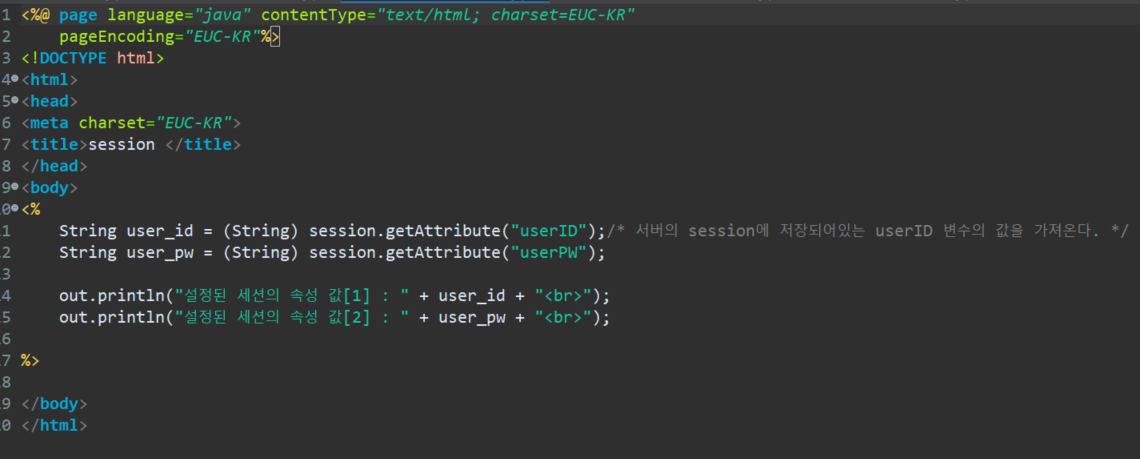 1 <%@ page language="java" contentType="text/html; charset=EUC-KR"
2     pageEncoding="EUC-KR"%>
3 <!DOCTYPE html>
4 <html>
5 <head>
6 <meta charset="EUC-KR">
7 <title>session </title>
8 </head>
9 <body>
0 <%
1     String user_id = (String) session.getAttribute("userID");/* 서버의 session에 저장되어있는 userID 변수의 값을 가져온다. */
2     String user_pw = (String) session.getAttribute("userPW");
3
4     out.println("설정된 세션의 속성 값[1] : " + user_id + "<br>");
5     out.println("설정된 세션의 속성 값[2] : " + user_pw + "<br>");
6
7 %>
8
9 </body>
0 </html>